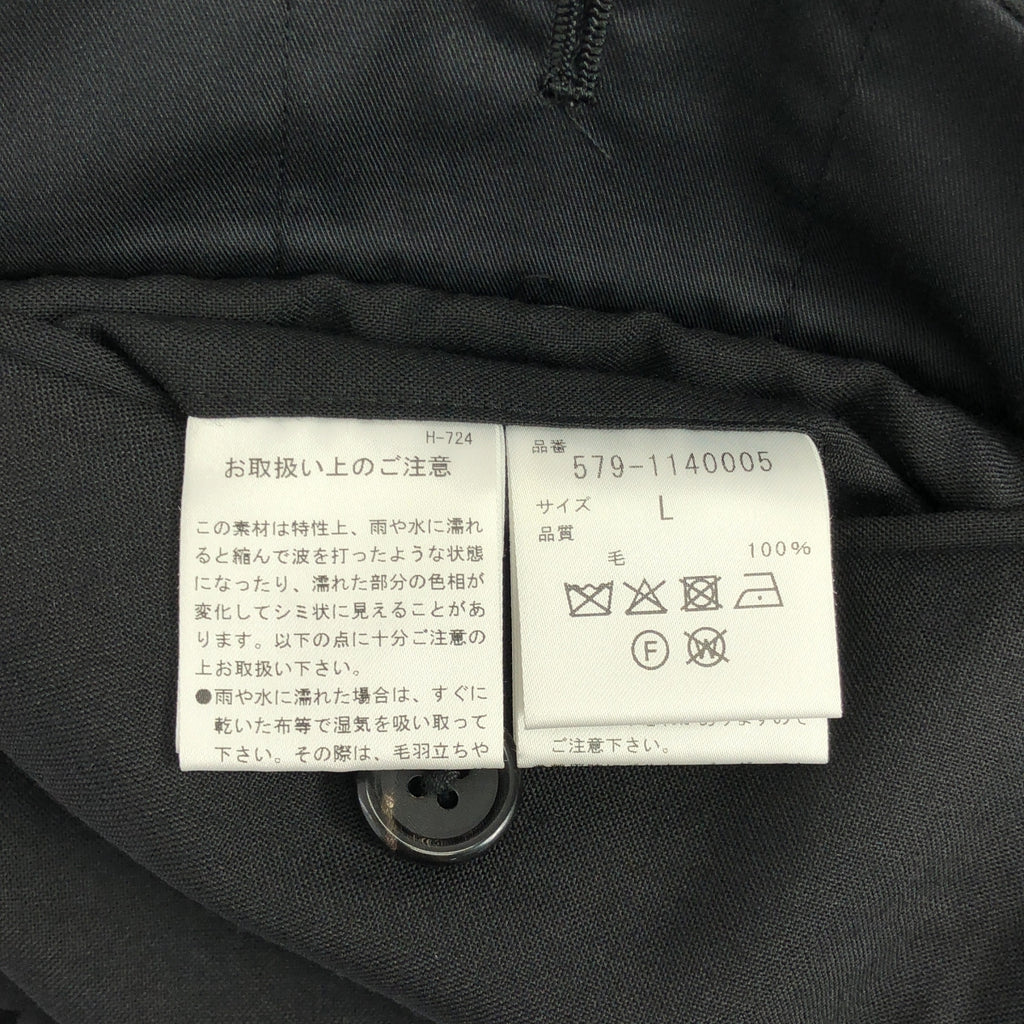 H-724
お取扱い上のご注意
この素材は特性上、雨や水に濡れ
ると縮んで波を打ったような状態
になったり、濡れた部分の色相が
変化してシミ状に見えることがあ
ります。以下の点に十分ご注意の
上お取扱い下さい。
●雨や水に濡れた場合は、すぐに
乾いた布等で湿気を吸い取って
下さい。その際は、毛羽立ちや
品番
579-1140005
サイズ L
品質
毛 100%
F W
ご注意下さい。